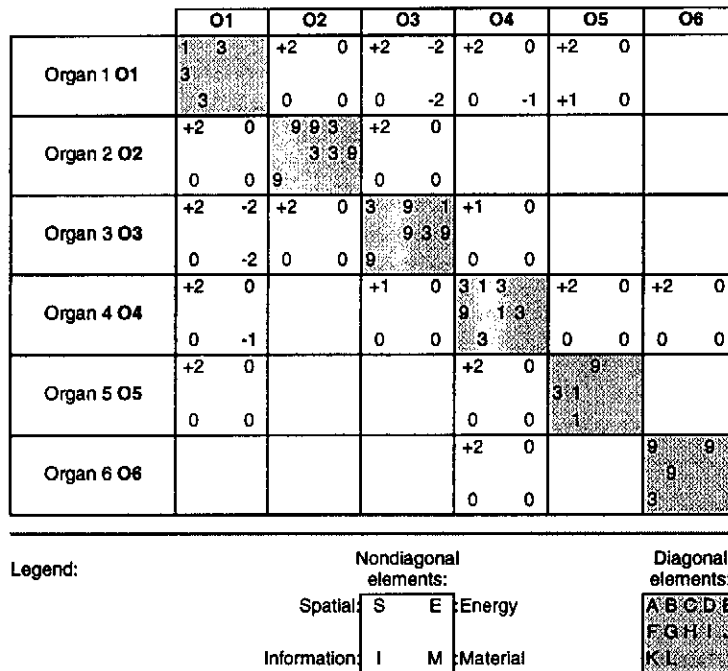 O1 O2 O3 O4 O5 O6
1 3 +2 0 +2 -2 +2 0 +2 0
Organ 1 O1
3
3 0 0 0 -2 0 -1 +1 0
+2 0 9 9 3 +2 0
Organ 2 O2
3 3 9
0 0 9 0 0
+2 -2 +2 0 3 9 1 +1 0
Organ 3 O3
9 3 9
0 -2 0 0 9 0 0
+2 0 +1 0 3 1 3 +2 0 +2 0
Organ 4 O4
9 1 3
0 -1 0 0 3 0 0 0 0
+2 0 +2 0 9
Organ 5 O5
3 1
0 0 0 0 1
+2 0 9 9
Organ 6 O6
9
0 0 3
Legend:
Nondiagonal
elements:
Diagonal
elements:
Spatial: S E :Energy
A B C D E
F G H I
Information: I M :Material
K L